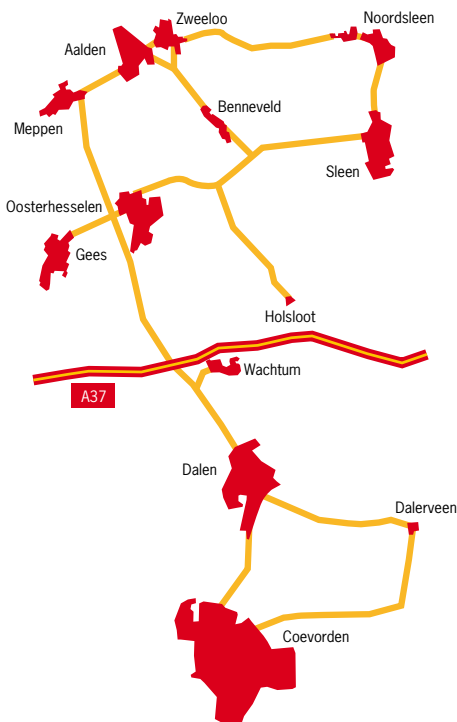 Zweeloo
Noordsleen
Aalden
Benneveld
Meppen
Sleen
Oosterhesselen
Gees
Holsloot
Wachtum
A37
Dalen
Dalerveen
Coevorden